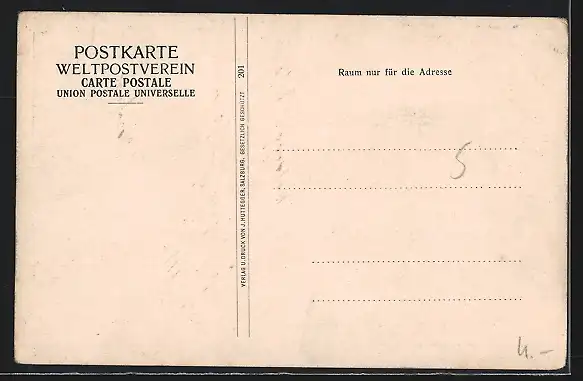 POSTKARTE
WELTPOSTVEREIN
CARTE POSTALE
UNION POSTALE UNIVERSELLE
VERLAG U. DRUCK VON J. HUTTEGGER, SALZBURG. GESETZLICH GESCHÜTZT 201
Raum nur für die Adresse
5
4.-